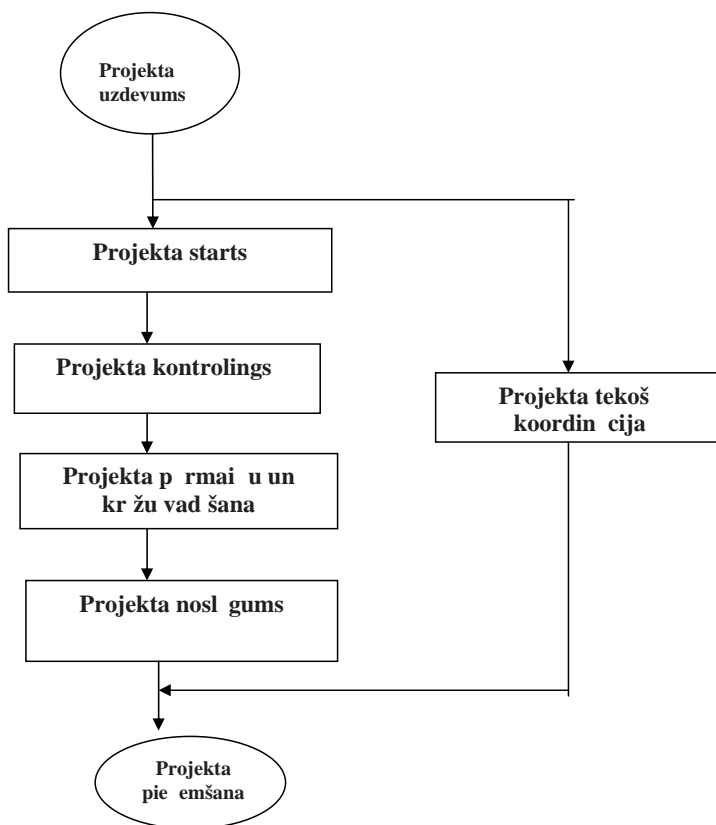 Projekta
uzdevums
Projekta starts
Projekta kontrolings
Projekta tekoš
koordin cija
Projekta p rmai u un
kr žu vad šana
Projekta nosl gums
Projekta
pie emšana